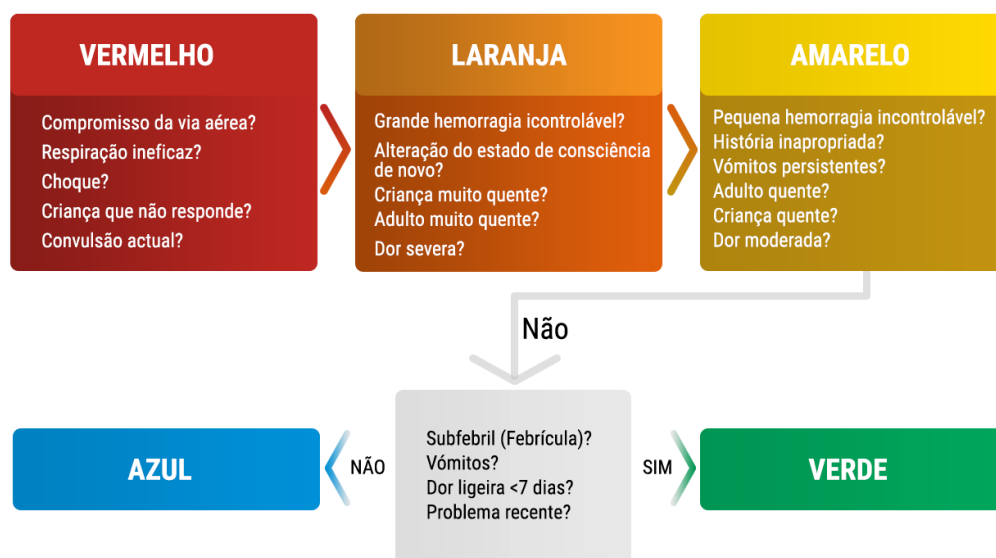 VERMELHO
Compromisso da via aérea?
Respiração ineficaz?
Choque?
Criança que não responde?
Convulsão actual?
LARANJA
Grande hemorragia icontrolável?
Alteração do estado de consciência
de novo?
Criança muito quente?
Adulto muito quente?
Dor severa?
AMARELO
Pequena hemorragia incontrolável?
História inapropriada?
Vómitos persistentes?
Adulto quente?
Criança quente?
Dor moderada?
Não
Subfebril (Febrícula)?
Vómitos?
Dor ligeira <7 dias?
Problema recente?
NÃO
AZUL
SIM
VERDE